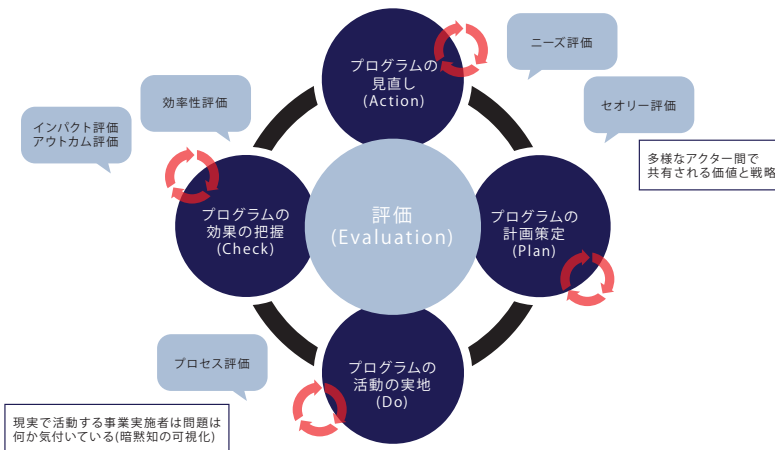 プログラムの
見直し
(Action)
ニーズ評価
効率性評価
セオリー評価
インパクト評価
アウトカム評価
多様なアクター間で
共有される価値と戦略
プログラムの
効果の把握
(Check)
評価
(Evaluation)
プログラムの
計画策定
(Plan)
プロセス評価
プログラムの
活動の実地
(Do)
現実で活動する事業実施者は問題は
何か気付いている(暗黙知の可視化)